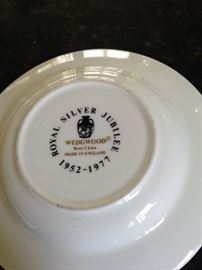 ROYAL SILVER JUBILEE
WEDGWOOD®
Bone China
MADE IN ENGLAND
1952-1977